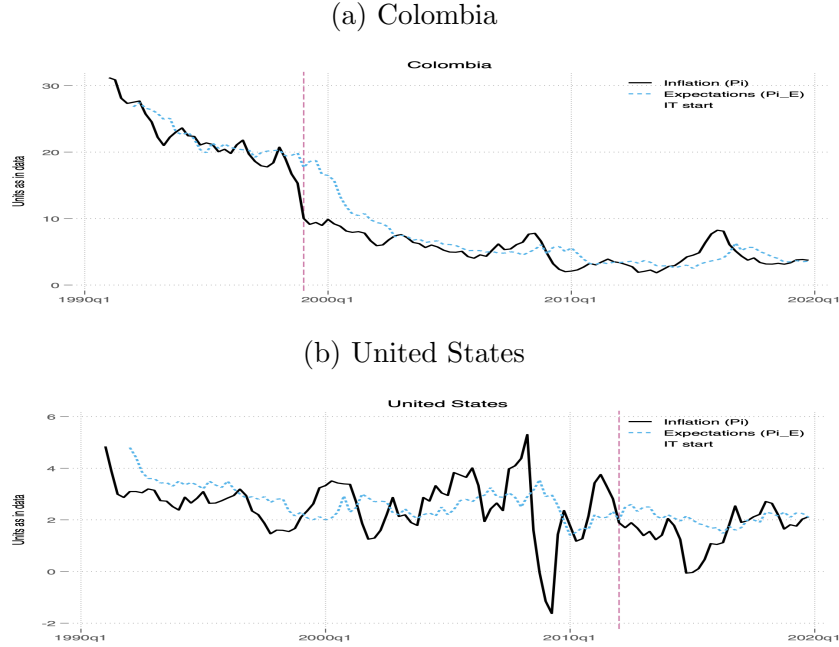 (a) Colombia
Colombia
Inflation (Pi)
Expectations (Pi_E)
IT start
Units as in data
30
20
10
0
1990q1
2000q1
2010q1
2020q1
(b) United States
United States
Inflation (Pi)
Expectations (Pi_E)
IT start
Units as in data
6
4
2
0
-2
1990q1
2000q1
2010q1
2020q1